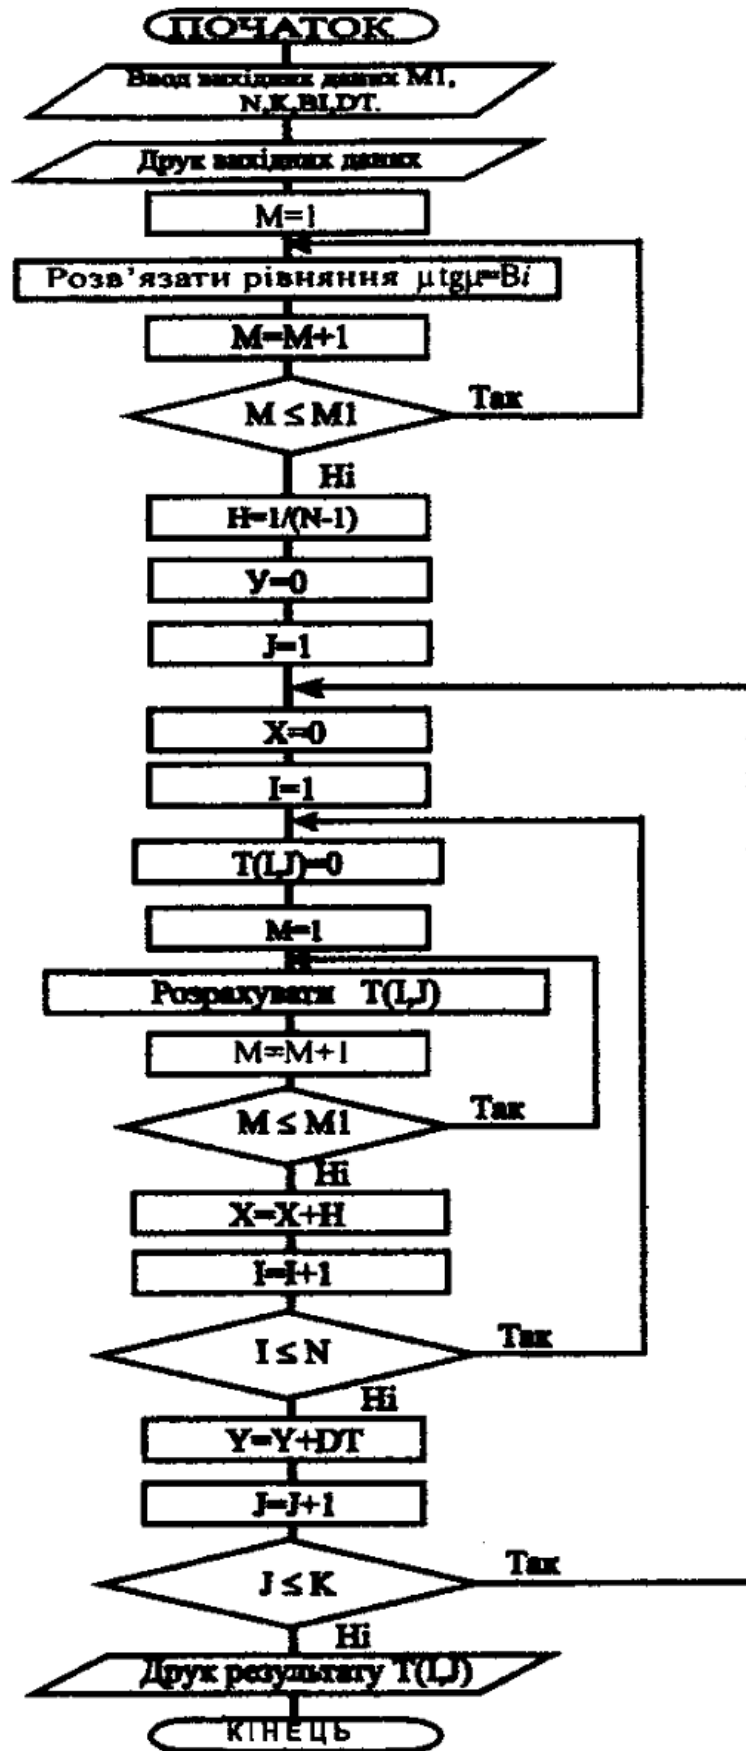 ПОЧАТОК
Ввод вихідних даних M1,
N,K,BI,DT.
Друк вихідних даних
M=1
Розв’язати рівняння μtgμ=Bi
M=M+1
M ≤ M1
Так
Ні
H=1/(N-1)
У=0
J=1
X=0
I=1
T(I,J)=0
M=1
Розрахувати T(I,J)
M=M+1
M ≤ M1
Так
Ні
X=X+H
I=I+1
I ≤ N
Так
Ні
Y=Y+DT
J=J+1
J ≤ K
Так
Ні
Друк результату T(I,J)
КІНЕЦЬ